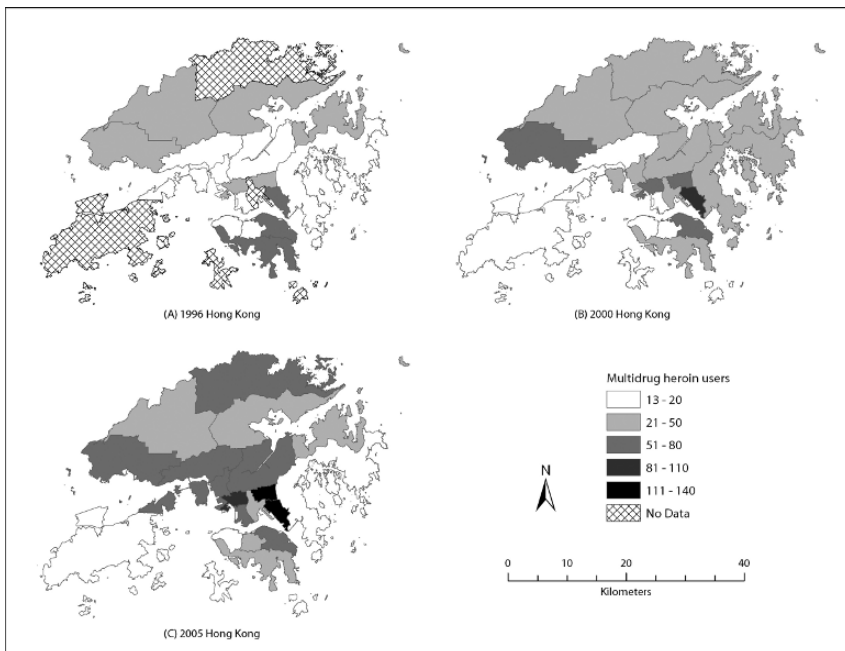 (A) 1996 Hong Kong
(B) 2000 Hong Kong
(C) 2005 Hong Kong
Multidrug heroin users
13 - 20
21 - 50
51 - 80
81 - 110
111 - 140
No Data
N
0 10 20 40
Kilometers